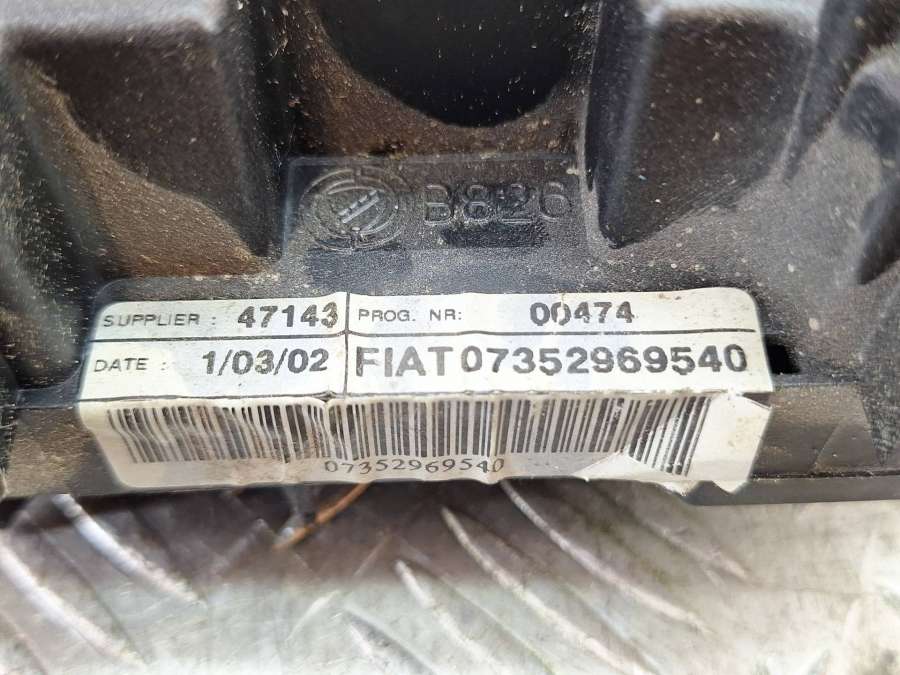 B826
SUPPLIER : 47143 PROG. NR: 00474
DATE : 1/03/02 FIAT 07352969540
07352969540